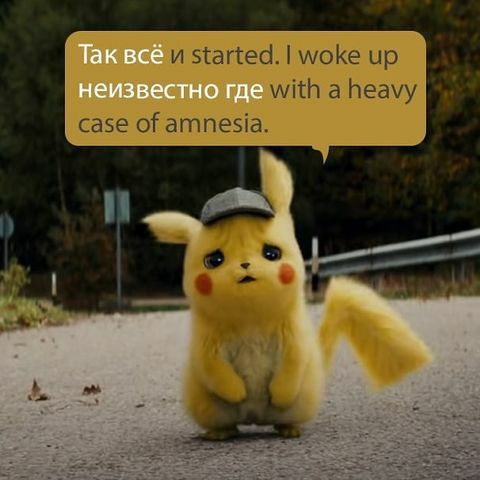 Так всё и started. I woke up
неизвестно где with a heavy
case of amnesia.